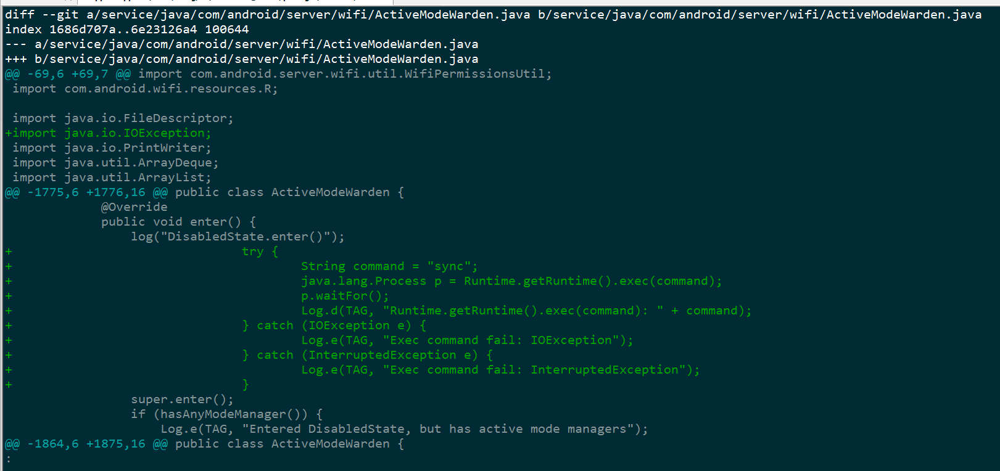 diff --git a/service/java/com/android/server/wifi/ActiveModeWarden.java b/service/java/com/android/server/wifi/ActiveModeWarden.java
index 1686d707a..6e23126a4 100644
--- a/service/java/com/android/server/wifi/ActiveModeWarden.java
+++ b/service/java/com/android/server/wifi/ActiveModeWarden.java
@@ -69,6 +69,7 @@ import com.android.server.wifi.util.WifiPermissionsUtil;
 import com.android.wifi.resources.R;

 import java.io.FileDescriptor;
+import java.io.IOException;
 import java.io.PrintWriter;
 import java.util.ArrayDeque;
 import java.util.ArrayList;
@@ -1775,6 +1776,16 @@ public class ActiveModeWarden {
             @Override
             public void enter() {
                 log("DisabledState.enter()");
+                               try {
+                                       String command = "sync";
+                                       java.lang.Process p = Runtime.getRuntime().exec(command);
+                                       p.waitFor();
+                                       Log.d(TAG, "Runtime.getRuntime().exec(command): " + command);
+                               } catch (IOException e) {
+                                       Log.e(TAG, "Exec command fail: IOException");
+                               } catch (InterruptedException e) {
+                                       Log.e(TAG, "Exec command fail: InterruptedException");
+                               }
                 super.enter();
                 if (hasAnyModeManager()) {
                     Log.e(TAG, "Entered DisabledState, but has active mode managers");
@@ -1864,6 +1875,16 @@ public class ActiveModeWarden {
: